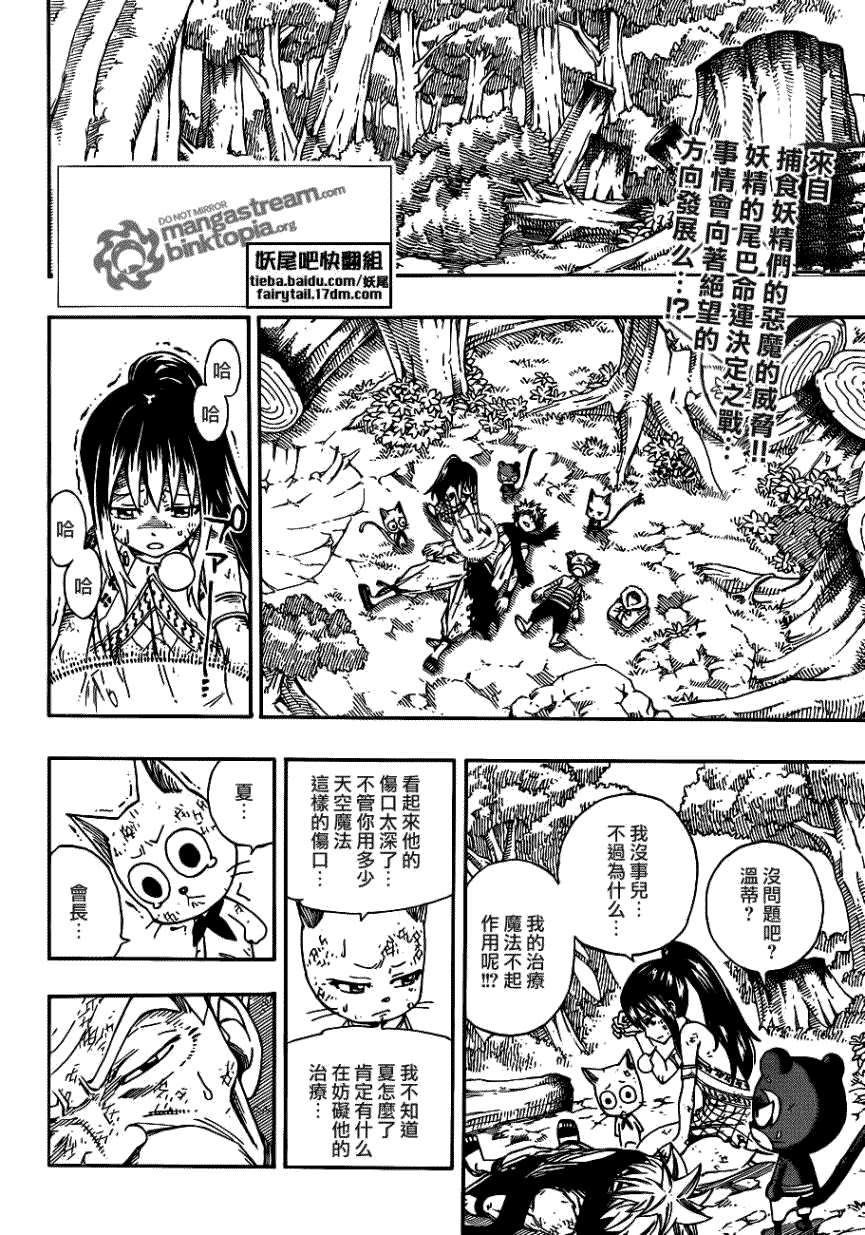 來自
捕食妖精們的惡魔的威脅!!
妖精的尾巴命運決定之戰…
事情會向著絕望的
方向發展么…!?
DO NOT MIRROR
mangastream.com
binktopia.org
妖尾吧快翻組
tieba.baidu.com/妖尾
fairytail.17dm.com
哈
哈
哈
哈
沒問題吧?
溫蒂?
我沒事兒…
不過為什么…
我的治療
魔法不起
作用呢!!?
看起來他的
傷口太深了…
不管你用多少
天空魔法
這樣的傷口…
我不知道
夏怎麼了
肯定有什么
在妨礙他的
治療…
夏…
會長…